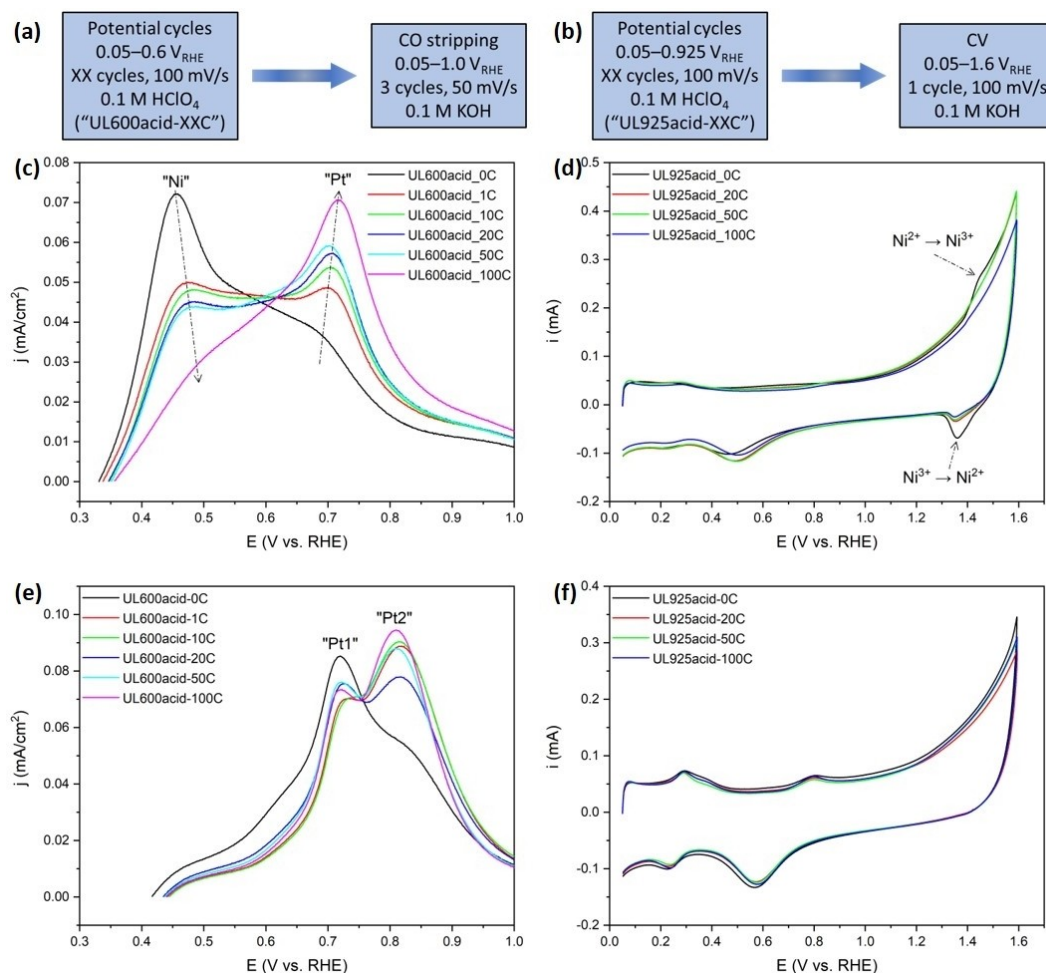 (a)
Potential cycles
0.05–0.6 VRHE
XX cycles, 100 mV/s
0.1 M HClO4
(“UL600acid-XXC”)
CO stripping
0.05–1.0 VRHE
3 cycles, 50 mV/s
0.1 M KOH
(b)
Potential cycles
0.05–0.925 VRHE
XX cycles, 100 mV/s
0.1 M HClO4
(“UL925acid-XXC”)
CV
0.05–1.6 VRHE
1 cycle, 100 mV/s
0.1 M KOH
(c)
"Ni"
"Pt"
UL600acid_0C
UL600acid_1C
UL600acid_10C
UL600acid_20C
UL600acid_50C
UL600acid_100C
j (mA/cm2)
0.08
0.07
0.06
0.05
0.04
0.03
0.02
0.01
0.00
0.3 0.4 0.5 0.6 0.7 0.8 0.9 1.0
E (V vs. RHE)
(d)
UL925acid_0C
UL925acid_20C
UL925acid_50C
UL925acid_100C
Ni2+ → Ni3+
Ni3+ → Ni2+
i (mA)
0.5
0.4
0.3
0.2
0.1
0.0
-0.1
-0.2
0.0 0.2 0.4 0.6 0.8 1.0 1.2 1.4 1.6
E (V vs. RHE)
(e)
UL600acid-0C
UL600acid-1C
UL600acid-10C
UL600acid-20C
UL600acid-50C
UL600acid-100C
"Pt1"
"Pt2"
j (mA/cm2)
0.10
0.08
0.06
0.04
0.02
0.00
0.3 0.4 0.5 0.6 0.7 0.8 0.9 1.0
E (V vs. RHE)
(f)
UL925acid-0C
UL925acid-20C
UL925acid-50C
UL925acid-100C
i (mA)
0.4
0.3
0.2
0.1
0.0
-0.1
-0.2
0.0 0.2 0.4 0.6 0.8 1.0 1.2 1.4 1.6
E (V vs. RHE)